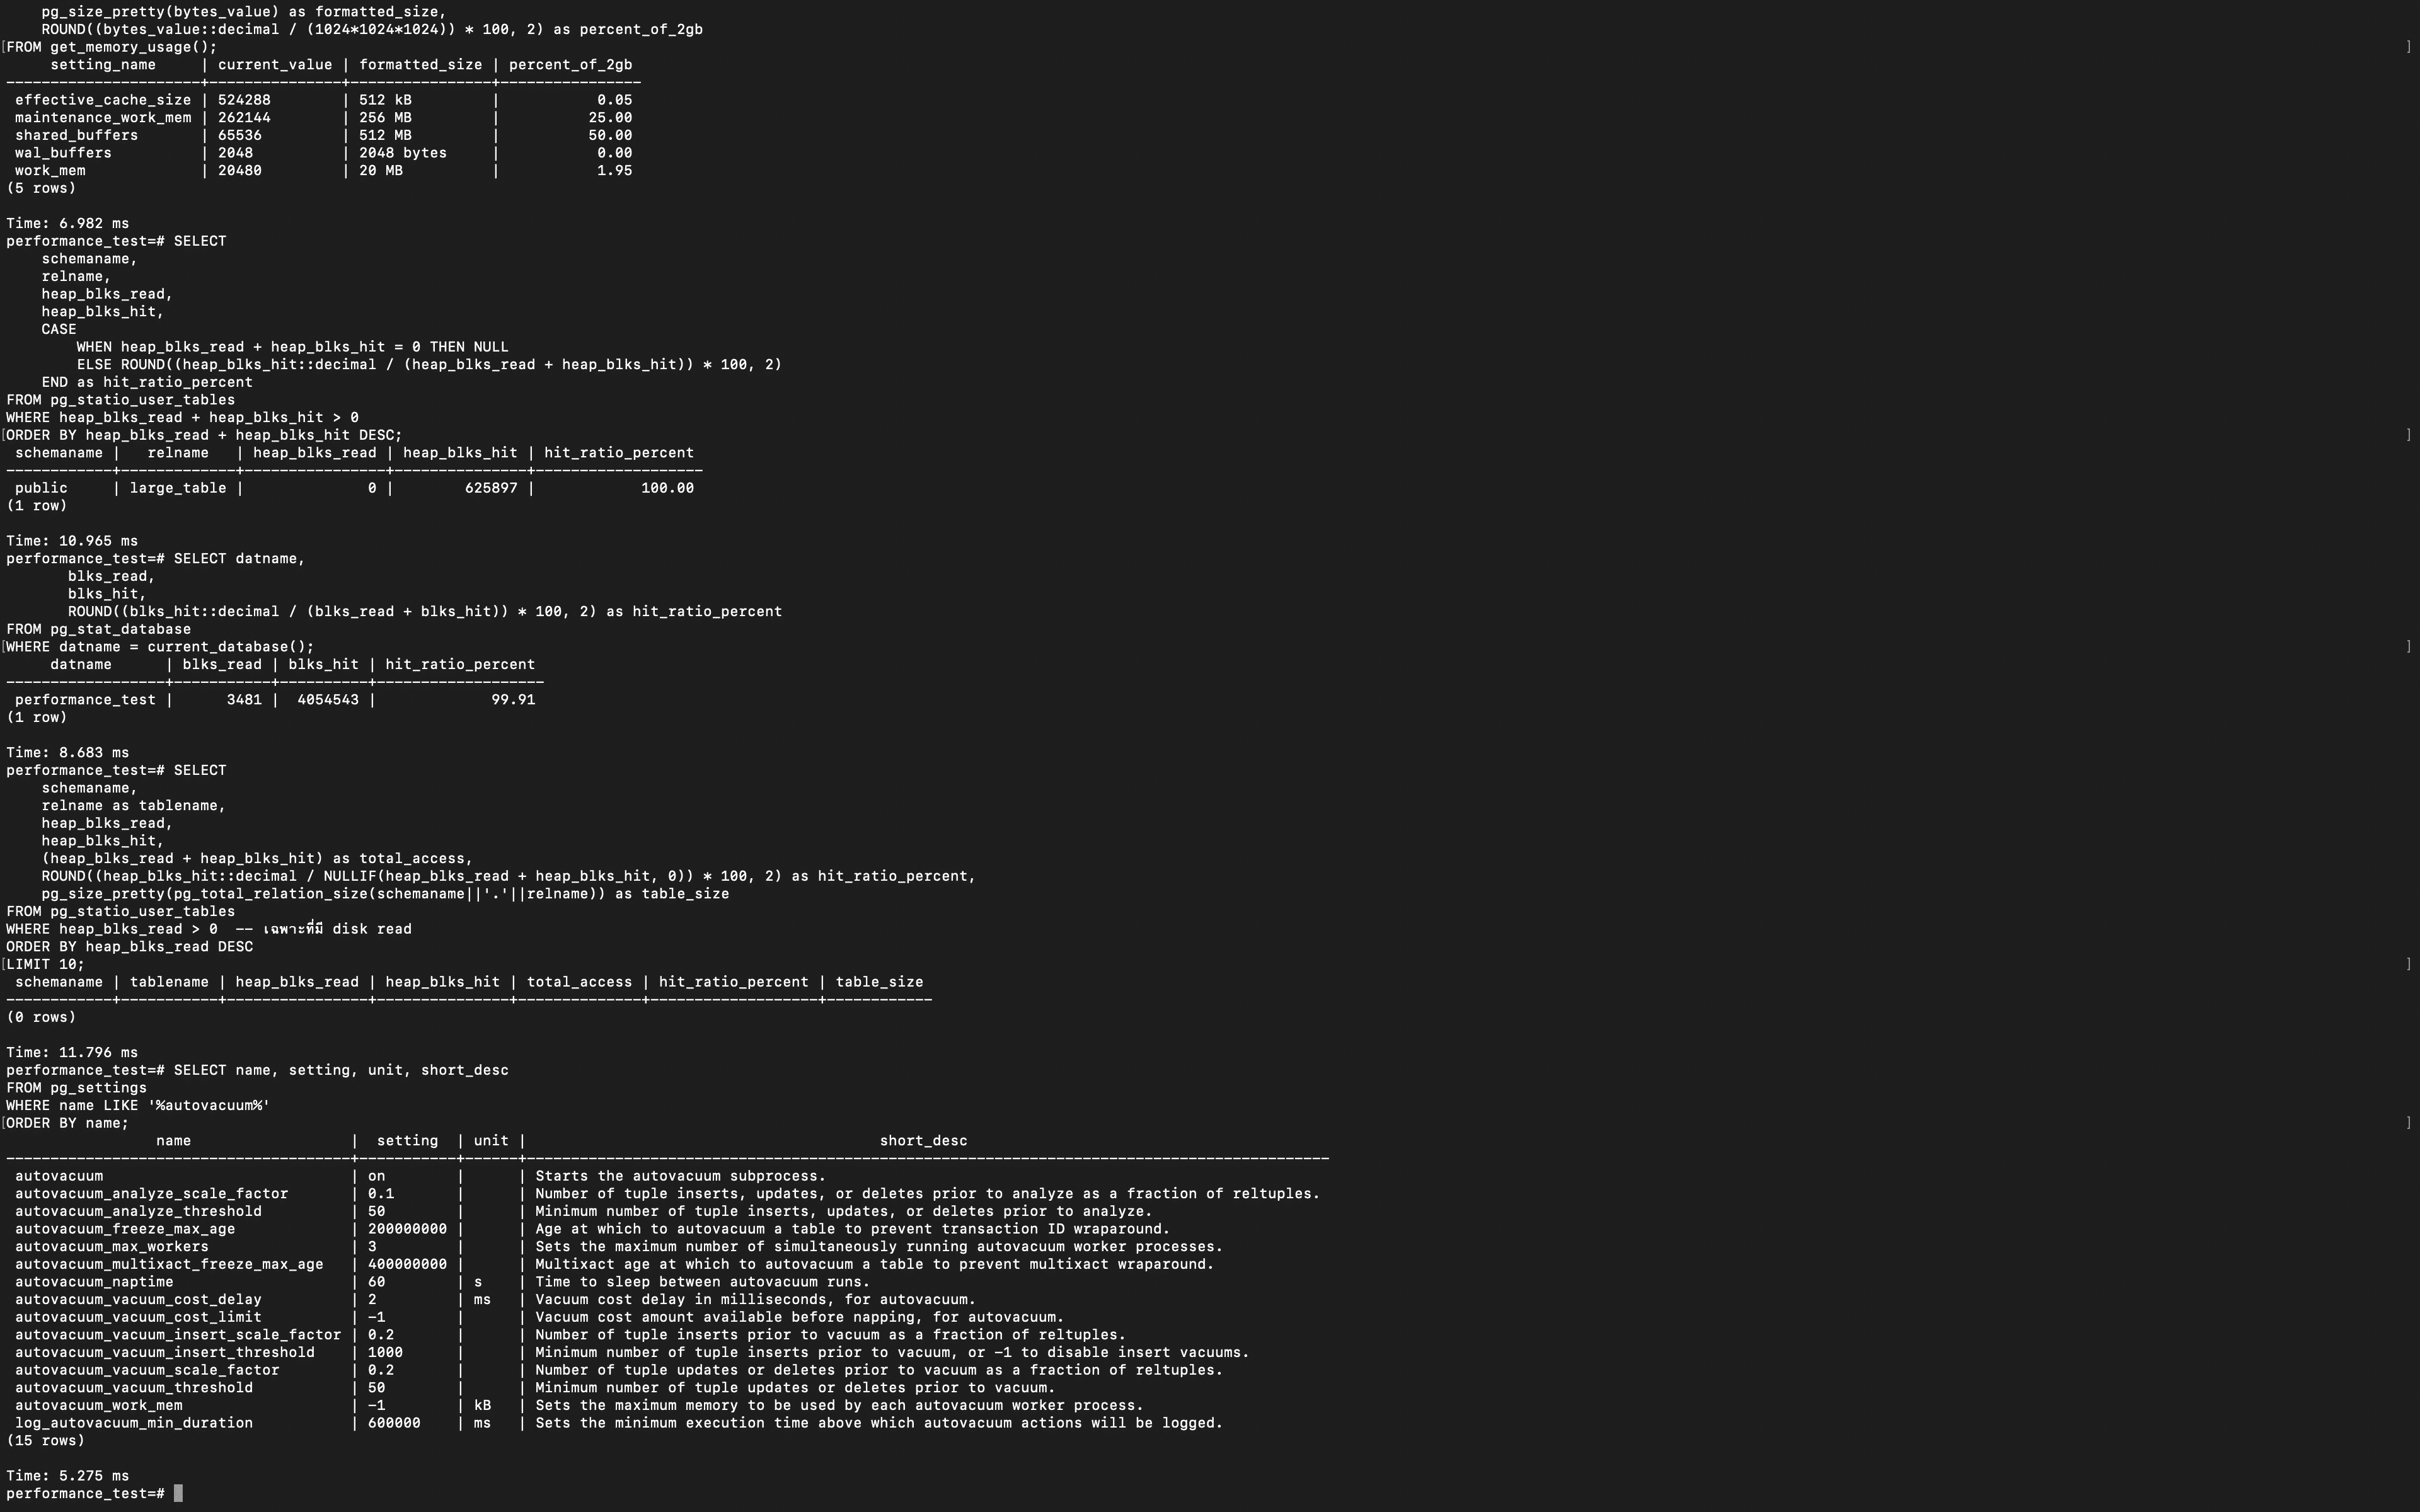 pg_size_pretty(bytes_value) as formatted_size,
    ROUND((bytes_value::decimal / (1024*1024*1024)) * 100, 2) as percent_of_2gb
[FROM get_memory_usage(); ]
     setting_name     | current_value | formatted_size | percent_of_2gb
----------------------+---------------+----------------+----------------
 effective_cache_size | 524288        | 512 kB         |           0.05
 maintenance_work_mem | 262144        | 256 MB         |          25.00
 shared_buffers       | 65536         | 512 MB         |          50.00
 wal_buffers          | 2048          | 2048 bytes     |           0.00
 work_mem             | 20480         | 20 MB          |           1.95
(5 rows)

Time: 6.982 ms
performance_test=# SELECT
    schemaname,
    relname,
    heap_blks_read,
    heap_blks_hit,
    CASE
        WHEN heap_blks_read + heap_blks_hit = 0 THEN NULL
        ELSE ROUND((heap_blks_hit::decimal / (heap_blks_read + heap_blks_hit)) * 100, 2)
    END as hit_ratio_percent
FROM pg_statio_user_tables
WHERE heap_blks_read + heap_blks_hit > 0
[ORDER BY heap_blks_read + heap_blks_hit DESC; ]
 schemaname |   relname   | heap_blks_read | heap_blks_hit | hit_ratio_percent
------------+-------------+----------------+---------------+-------------------
 public     | large_table |              0 |        625897 |            100.00
(1 row)

Time: 10.965 ms
performance_test=# SELECT datname,
       blks_read,
       blks_hit,
       ROUND((blks_hit::decimal / (blks_read + blks_hit)) * 100, 2) as hit_ratio_percent
FROM pg_stat_database
[WHERE datname = current_database(); ]
     datname      | blks_read | blks_hit | hit_ratio_percent
------------------+-----------+----------+-------------------
 performance_test |      3481 |  4054543 |             99.91
(1 row)

Time: 8.683 ms
performance_test=# SELECT
    schemaname,
    relname as tablename,
    heap_blks_read,
    heap_blks_hit,
    (heap_blks_read + heap_blks_hit) as total_access,
    ROUND((heap_blks_hit::decimal / NULLIF(heap_blks_read + heap_blks_hit, 0)) * 100, 2) as hit_ratio_percent,
    pg_size_pretty(pg_total_relation_size(schemaname||'.'||relname)) as table_size
FROM pg_statio_user_tables
WHERE heap_blks_read > 0  -- เฉพาะที่มี disk read
ORDER BY heap_blks_read DESC
[LIMIT 10; ]
 schemaname | tablename | heap_blks_read | heap_blks_hit | total_access | hit_ratio_percent | table_size
------------+-----------+----------------+---------------+--------------+-------------------+------------
(0 rows)

Time: 11.796 ms
performance_test=# SELECT name, setting, unit, short_desc
FROM pg_settings
WHERE name LIKE '%autovacuum%'
[ORDER BY name; ]
                 name                  |  setting  | unit |                                        short_desc
---------------------------------------+-----------+------+-------------------------------------------------------------------------------------------
 autovacuum                            | on        |      | Starts the autovacuum subprocess.
 autovacuum_analyze_scale_factor       | 0.1       |      | Number of tuple inserts, updates, or deletes prior to analyze as a fraction of reltuples.
 autovacuum_analyze_threshold          | 50        |      | Minimum number of tuple inserts, updates, or deletes prior to analyze.
 autovacuum_freeze_max_age             | 200000000 |      | Age at which to autovacuum a table to prevent transaction ID wraparound.
 autovacuum_max_workers                | 3         |      | Sets the maximum number of simultaneously running autovacuum worker processes.
 autovacuum_multixact_freeze_max_age   | 400000000 |      | Multixact age at which to autovacuum a table to prevent multixact wraparound.
 autovacuum_naptime                    | 60        | s    | Time to sleep between autovacuum runs.
 autovacuum_vacuum_cost_delay          | 2         | ms   | Vacuum cost delay in milliseconds, for autovacuum.
 autovacuum_vacuum_cost_limit          | -1        |      | Vacuum cost amount available before napping, for autovacuum.
 autovacuum_vacuum_insert_scale_factor | 0.2       |      | Number of tuple inserts prior to vacuum as a fraction of reltuples.
 autovacuum_vacuum_insert_threshold    | 1000      |      | Minimum number of tuple inserts prior to vacuum, or -1 to disable insert vacuums.
 autovacuum_vacuum_scale_factor        | 0.2       |      | Number of tuple updates or deletes prior to vacuum as a fraction of reltuples.
 autovacuum_vacuum_threshold           | 50        |      | Minimum number of tuple updates or deletes prior to vacuum.
 autovacuum_work_mem                   | -1        | kB   | Sets the maximum memory to be used by each autovacuum worker process.
 log_autovacuum_min_duration           | 600000    | ms   | Sets the minimum execution time above which autovacuum actions will be logged.
(15 rows)

Time: 5.275 ms
performance_test=#